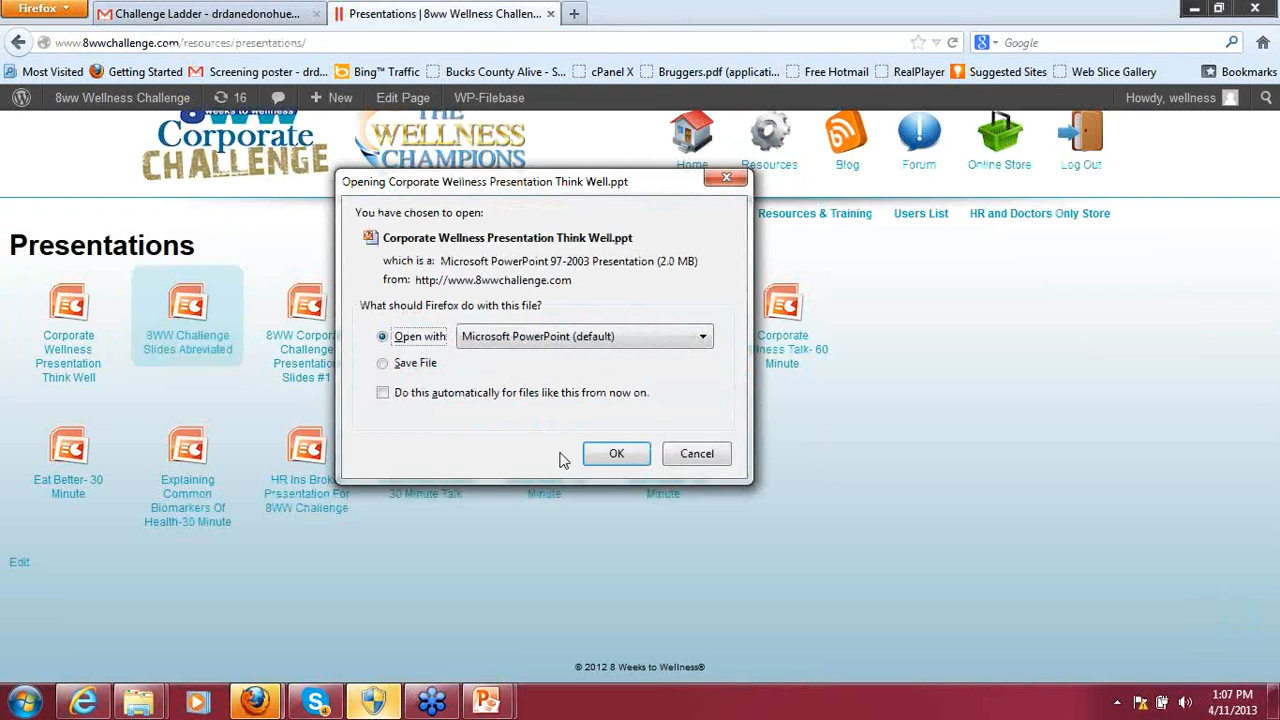 Firefox
Challenge Ladder - drdanedonohue...
Presentations | 8ww Wellness Challen...
www.8wwchallenge.com/resources/presentations/
Google
Most Visited
Getting Started
Screening poster - drd...
Bing™ Traffic
Bucks County Alive - S...
cPanel X
Bruggers.pdf (applicati...
Free Hotmail
RealPlayer
Suggested Sites
Web Slice Gallery
Bookmarks
8ww Wellness Challenge
16
New
Edit Page
WP-Filebase
Howdy, wellness
Corporate
CHALLENGE
THE
WELLNESS
CHAMPIONS
Home
Resources
Blog
Forum
Online Store
Log Out
Resources & Training
Users List
HR and Doctors Only Store
Presentations
Opening Corporate Wellness Presentation Think Well.ppt
You have chosen to open:
Corporate Wellness Presentation Think Well.ppt
which is a: Microsoft PowerPoint 97-2003 Presentation (2.0 MB)
from: http://www.8wwchallenge.com
What should Firefox do with this file?
Open with
Microsoft PowerPoint (default)
Save File
Do this automatically for files like this from now on.
OK
Cancel
Corporate
Wellness
Presentation
Think Well
8WW Challenge
Slides Abreviated
8WW Corpor
Challenge
Presentation
Slides #1
Corporate
llness Talk- 60
Minute
Eat Better- 30
Minute
Explaining
Common
Biomarkers Of
Health-30 Minute
HR Ins Brok
Presentation For
8WW Challenge
30 Minute Talk
Minute
Minute
Edit
© 2012 8 Weeks to Wellness®
1:07 PM
4/11/2013